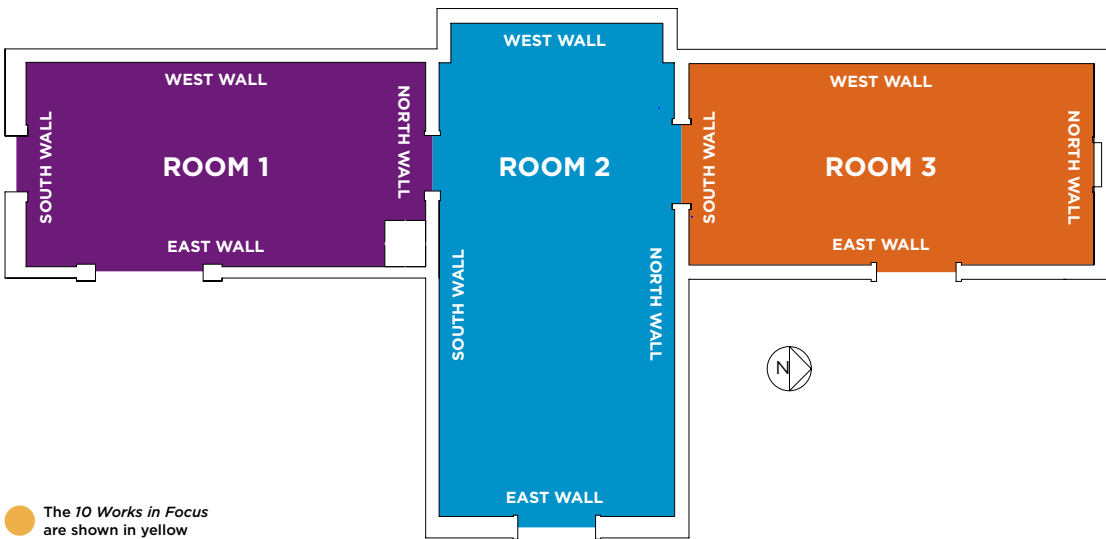 WEST WALL
SOUTH WALL
NORTH WALL
ROOM 1
EAST WALL
WEST WALL
ROOM 2
SOUTH WALL
NORTH WALL
EAST WALL
WEST WALL
SOUTH WALL
NORTH WALL
ROOM 3
EAST WALL
N
The 10 Works in Focus
are shown in yellow